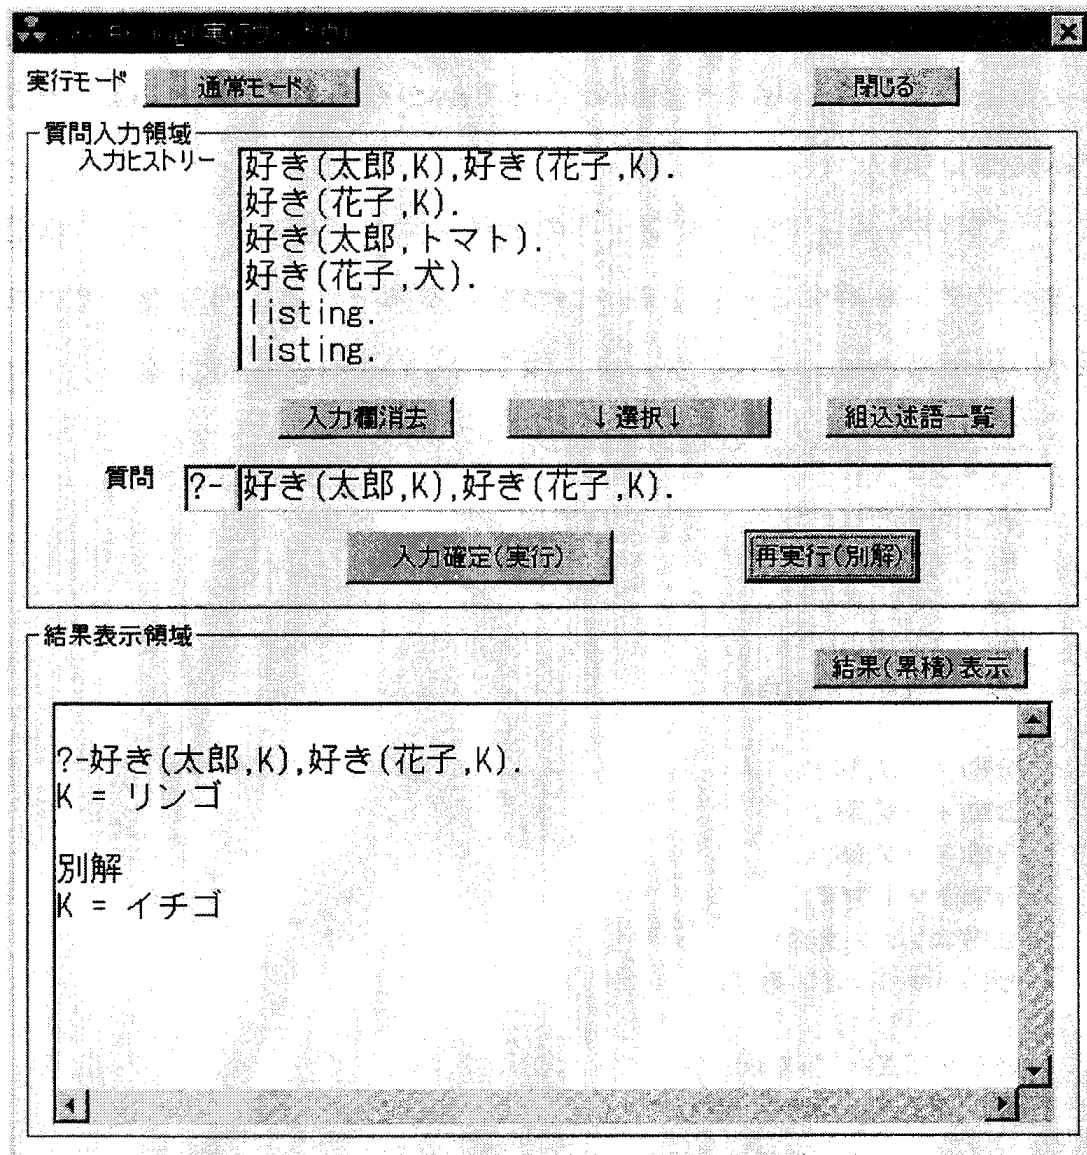 実行モード 通常モード 閉じる
質問入力領域
入力ヒストリー
好き(太郎,K),好き(花子,K).
好き(花子,K).
好き(太郎,トマト).
好き(花子,犬).
listing.
listing.
入力欄消去 ↓選択↓ 組込述語一覧
質問 ?- 好き(太郎,K),好き(花子,K).
入力確定(実行) 再実行(別解)
結果表示領域
結果(累積)表示
?-好き(太郎,K),好き(花子,K).
K = リンゴ
別解
K = イチゴ